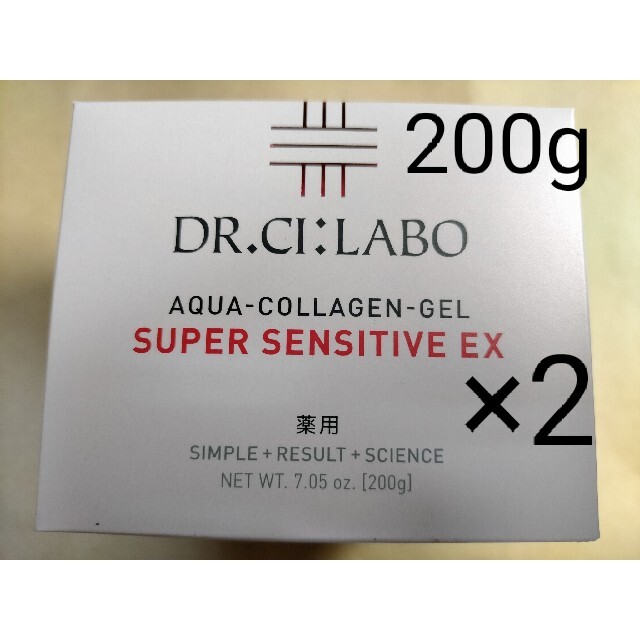 200g
DR.CI:LABO
AQUA-COLLAGEN-GEL
SUPER SENSITIVE EX
×2
薬用
SIMPLE+RESULT+SCIENCE
NET WT. 7.05 oz. [200g]